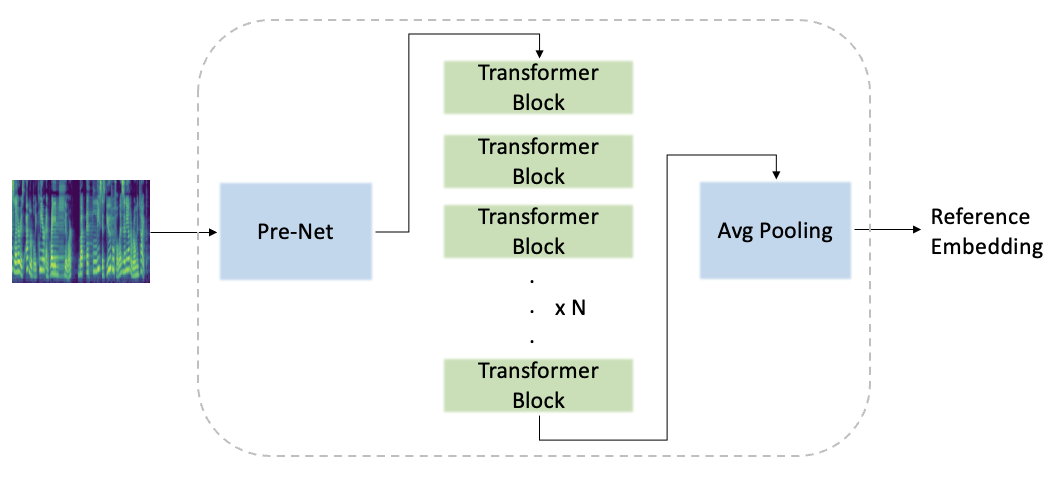 Pre-Net
Transformer
Block
Transformer
Block
Transformer
Block
.
. x N
.
Transformer
Block
Avg Pooling
Reference
Embedding